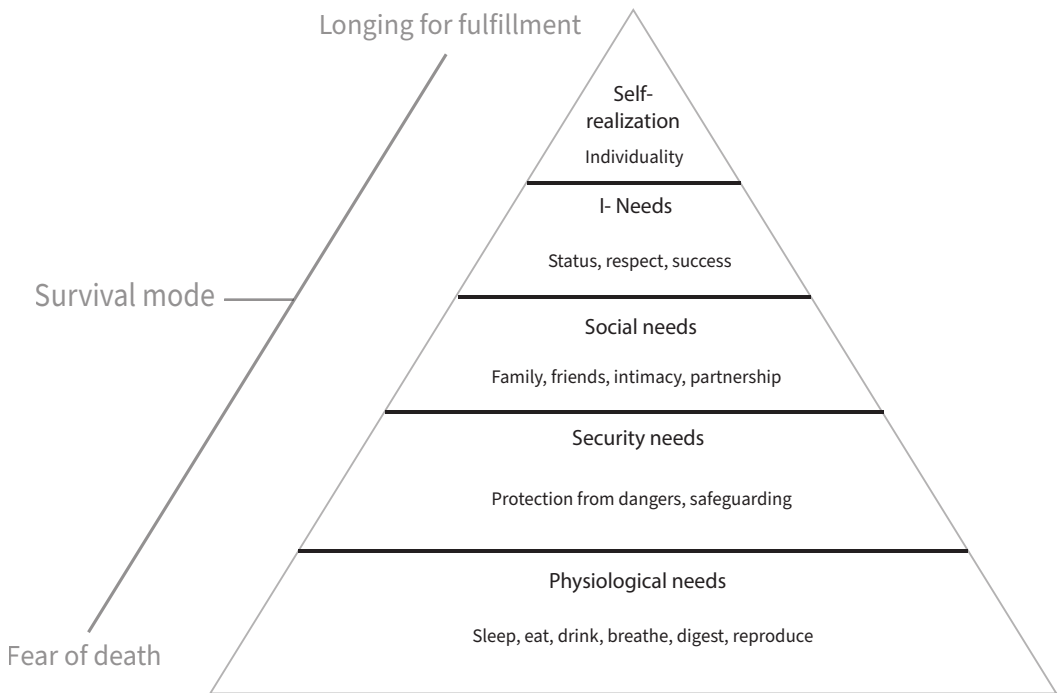 Longing for fulfillment
Self-
realization
Individuality
I- Needs
Status, respect, success
Survival mode
Social needs
Family, friends, intimacy, partnership
Security needs
Protection from dangers, safeguarding
Physiological needs
Sleep, eat, drink, breathe, digest, reproduce
Fear of death